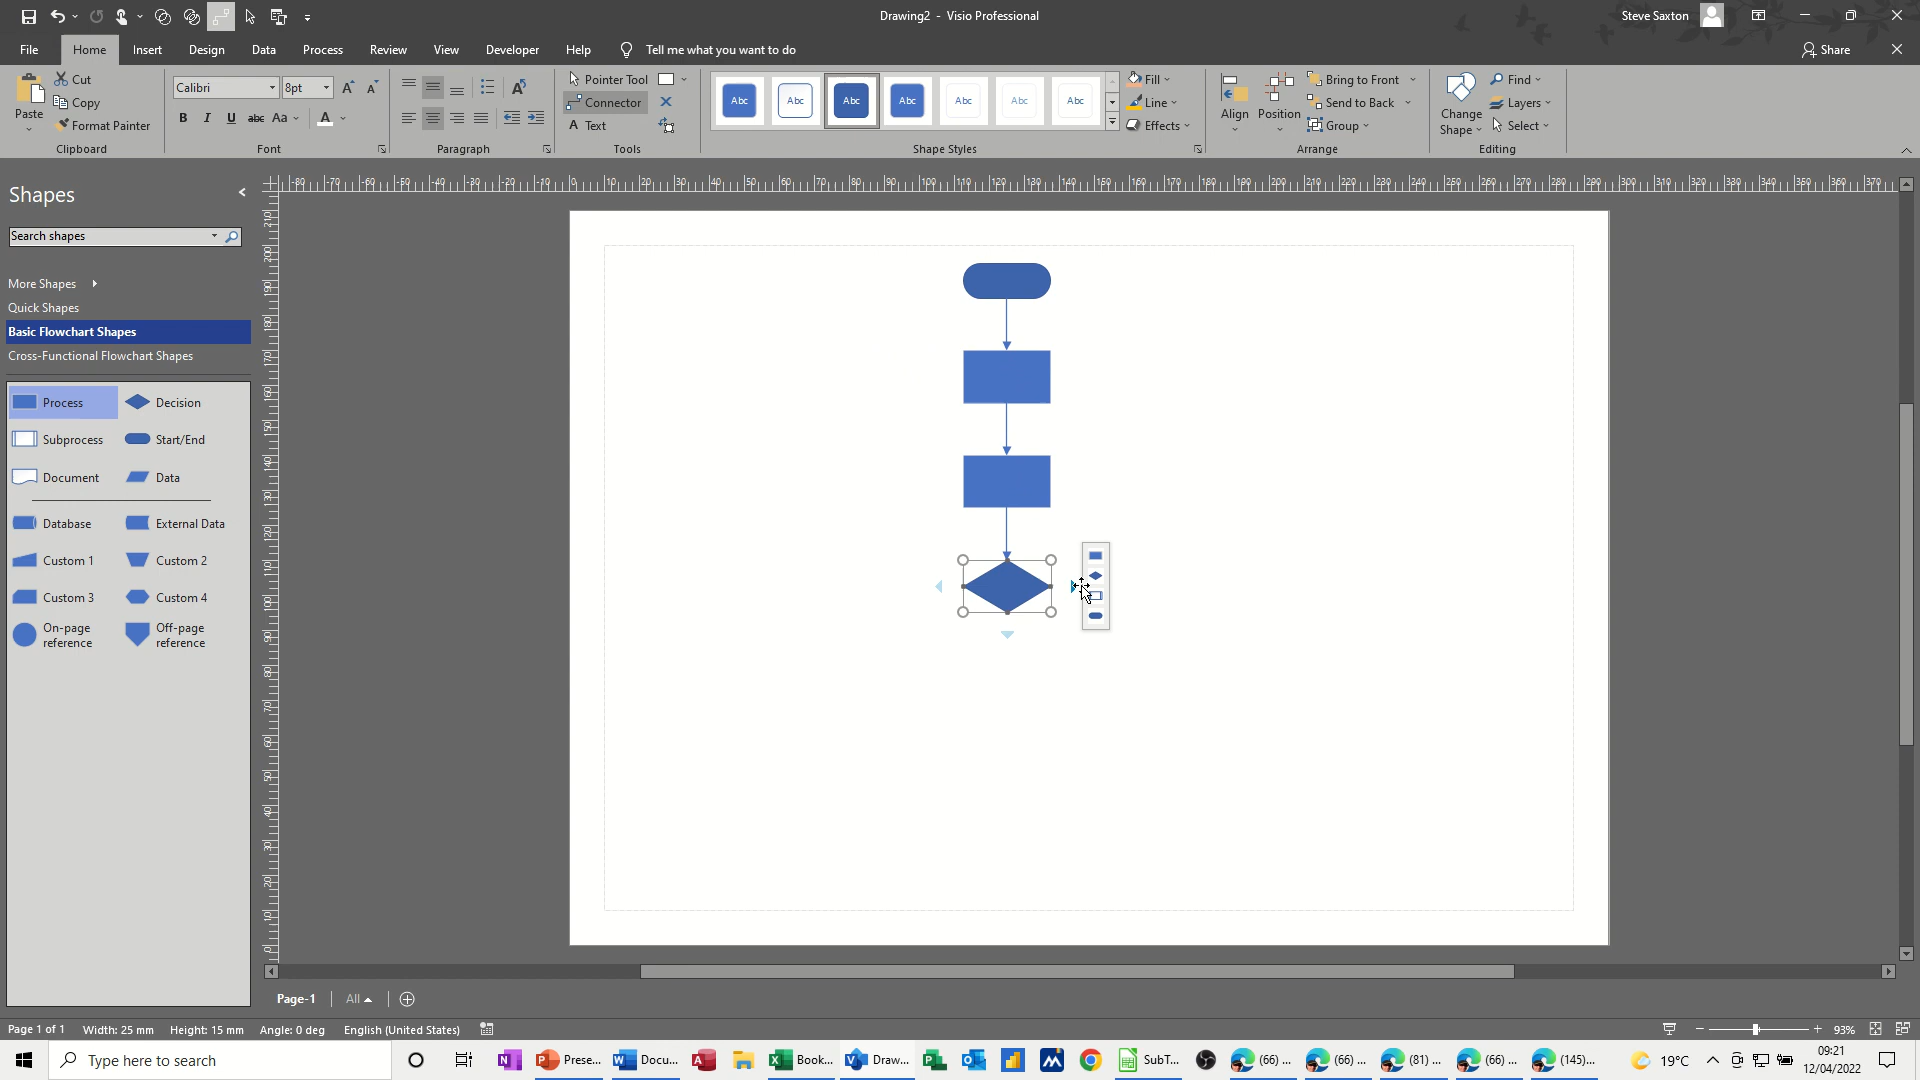 Drawing2 - Visio Professional
Steve Saxton
File Home Insert Design Data Process Review View Developer Help Tell me what you want to do
Share
Paste
Cut
Copy
Format Painter
Clipboard
Calibri 8pt
Font
Paragraph
Pointer Tool
Connector
A Text
Tools
Abc Abc Abc Abc Abc Abc Abc
Shape Styles
Fill
Line
Effects
Align Position
Bring to Front
Send to Back
Group
Arrange
Change Shape
Find
Layers
Select
Editing
Shapes
Search shapes
More Shapes
Quick Shapes
Basic Flowchart Shapes
Cross-Functional Flowchart Shapes
Process Decision
Subprocess Start/End
Document Data
Database External Data
Custom 1 Custom 2
Custom 3 Custom 4
On-page reference Off-page reference
Page-1 All
Page 1 of 1 Width: 25 mm Height: 15 mm Angle: 0 deg English (United States)
93%
Type here to search
Prese... Docu... Book... Draw... SubT... (66) ... (66) ... (81) ... (66) ... (145)...
19°C
09:21
12/04/2022